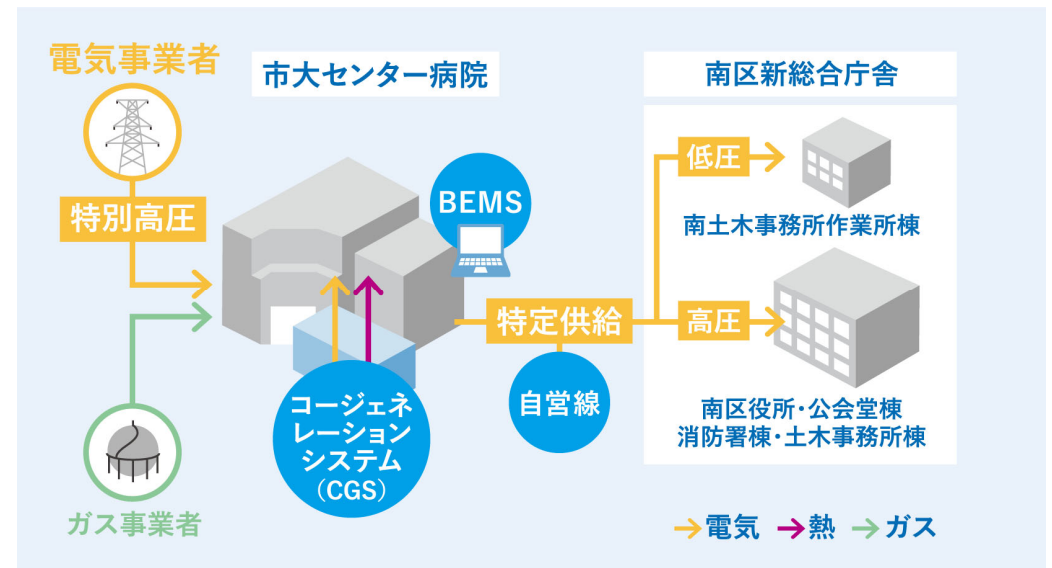 電気事業者
市大センター病院
南区新総合庁舎
特別高圧
BEMS
低圧
南土木事務所作業所棟
特定供給
高圧
自営線
コージェネ
レーション
システム
（CGS）
南区役所・公会堂棟
消防署棟・土木事務所棟
ガス事業者
→電気 →熱 →ガス